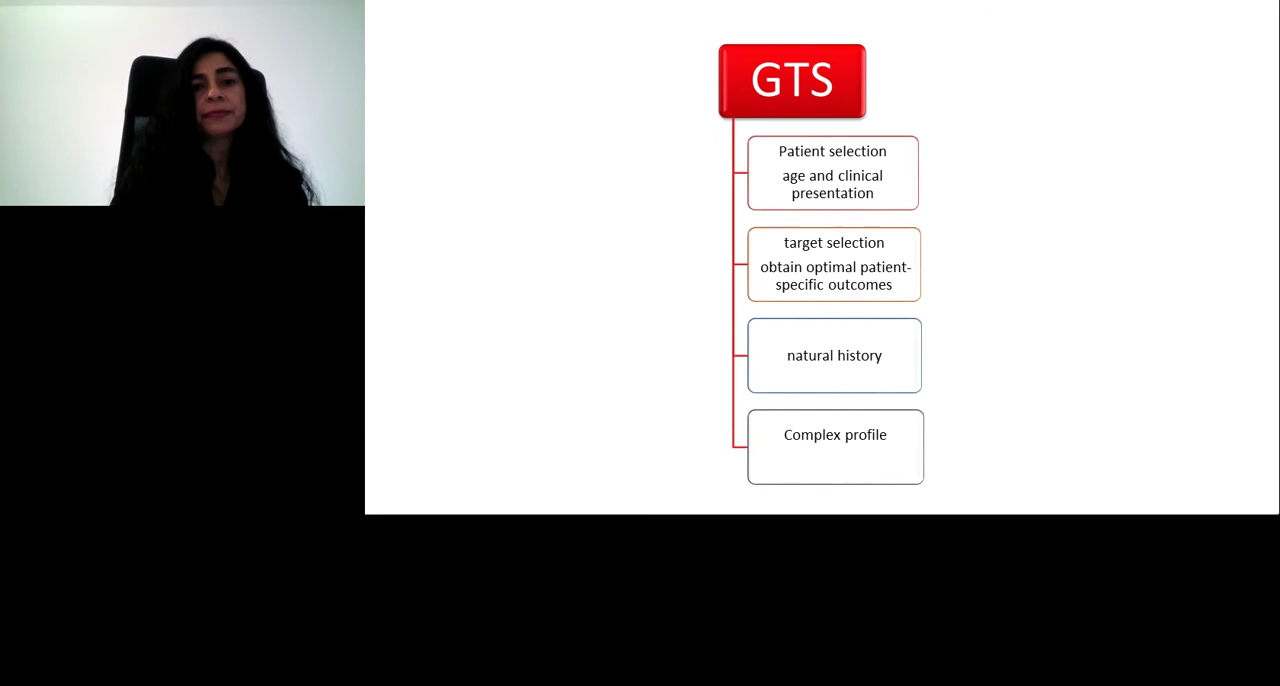 GTS
Patient selection
age and clinical
presentation
target selection
obtain optimal patient-
specific outcomes
natural history
Complex profile